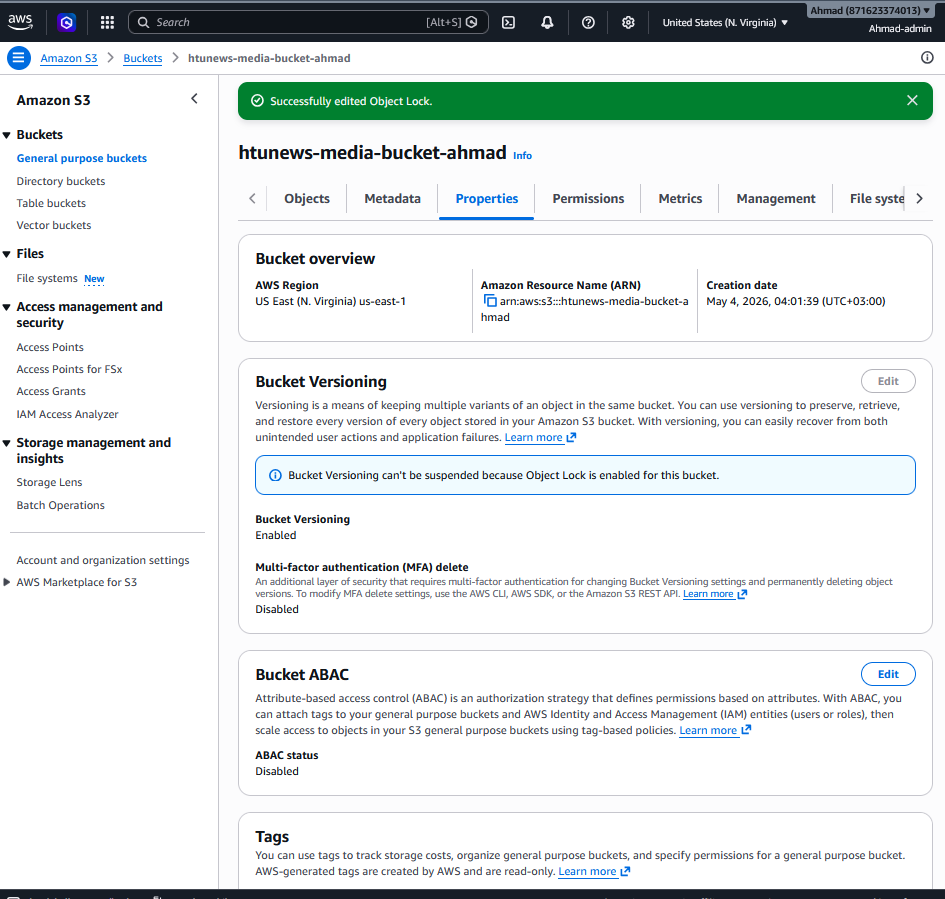 aws
Search
[Alt+S]
United States (N. Virginia)
Ahmad (871623374013)
Ahmad-admin
Amazon S3
Buckets
htunews-media-bucket-ahmad
Amazon S3
Buckets
General purpose buckets
Directory buckets
Table buckets
Vector buckets
Files
File systems New
Access management and
security
Access Points
Access Points for FSx
Access Grants
IAM Access Analyzer
Storage management and
insights
Storage Lens
Batch Operations
Account and organization settings
AWS Marketplace for S3
Successfully edited Object Lock.
htunews-media-bucket-ahmad Info
Objects
Metadata
Properties
Permissions
Metrics
Management
File syste
Bucket overview
AWS Region
US East (N. Virginia) us-east-1
Amazon Resource Name (ARN)
arn:aws:s3:::htunews-media-bucket-a
hmad
Creation date
May 4, 2026, 04:01:39 (UTC+03:00)
Bucket Versioning
Edit
Versioning is a means of keeping multiple variants of an object in the same bucket. You can use versioning to preserve, retrieve,
and restore every version of every object stored in your Amazon S3 bucket. With versioning, you can easily recover from both
unintended user actions and application failures. Learn more
Bucket Versioning can't be suspended because Object Lock is enabled for this bucket.
Bucket Versioning
Enabled
Multi-factor authentication (MFA) delete
An additional layer of security that requires multi-factor authentication for changing Bucket Versioning settings and permanently deleting object
versions. To modify MFA delete settings, use the AWS CLI, AWS SDK, or the Amazon S3 REST API. Learn more
Disabled
Bucket ABAC
Edit
Attribute-based access control (ABAC) is an authorization strategy that defines permissions based on attributes. With ABAC, you
can attach tags to your general purpose buckets and AWS Identity and Access Management (IAM) entities (users or roles), then
scale access to objects in your S3 general purpose buckets using tag-based policies. Learn more
ABAC status
Disabled
Tags
You can use tags to track storage costs, organize general purpose buckets, and specify permissions for a general purpose bucket.
AWS-generated tags are created by AWS and are read-only. Learn more